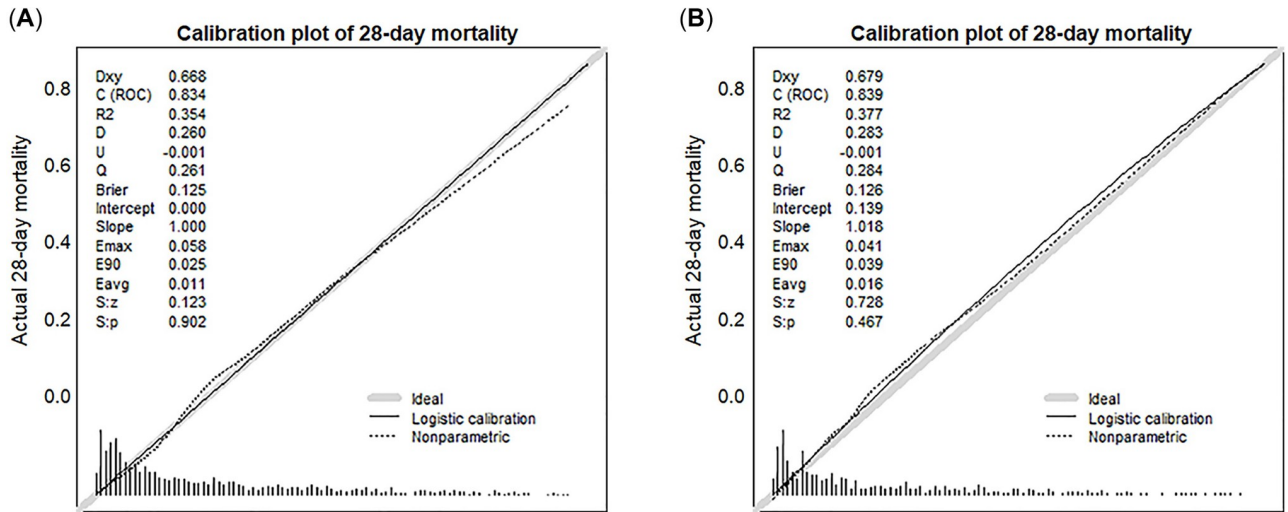 (A)
Calibration plot of 28-day mortality
Dxy 0.668
C (ROC) 0.834
R2 0.354
D 0.260
U -0.001
Q 0.261
Brier 0.125
Intercept 0.000
Slope 1.000
Emax 0.058
E90 0.025
Eavg 0.011
S:z 0.123
S:p 0.902
Actual 28-day mortality
0.8
0.6
0.4
0.2
0.0
Ideal
Logistic calibration
Nonparametric
(B)
Calibration plot of 28-day mortality
Dxy 0.679
C (ROC) 0.839
R2 0.377
D 0.283
U -0.001
Q 0.284
Brier 0.126
Intercept 0.139
Slope 1.018
Emax 0.041
E90 0.039
Eavg 0.016
S:z 0.728
S:p 0.467
Actual 28-day mortality
0.8
0.6
0.4
0.2
0.0
Ideal
Logistic calibration
Nonparametric